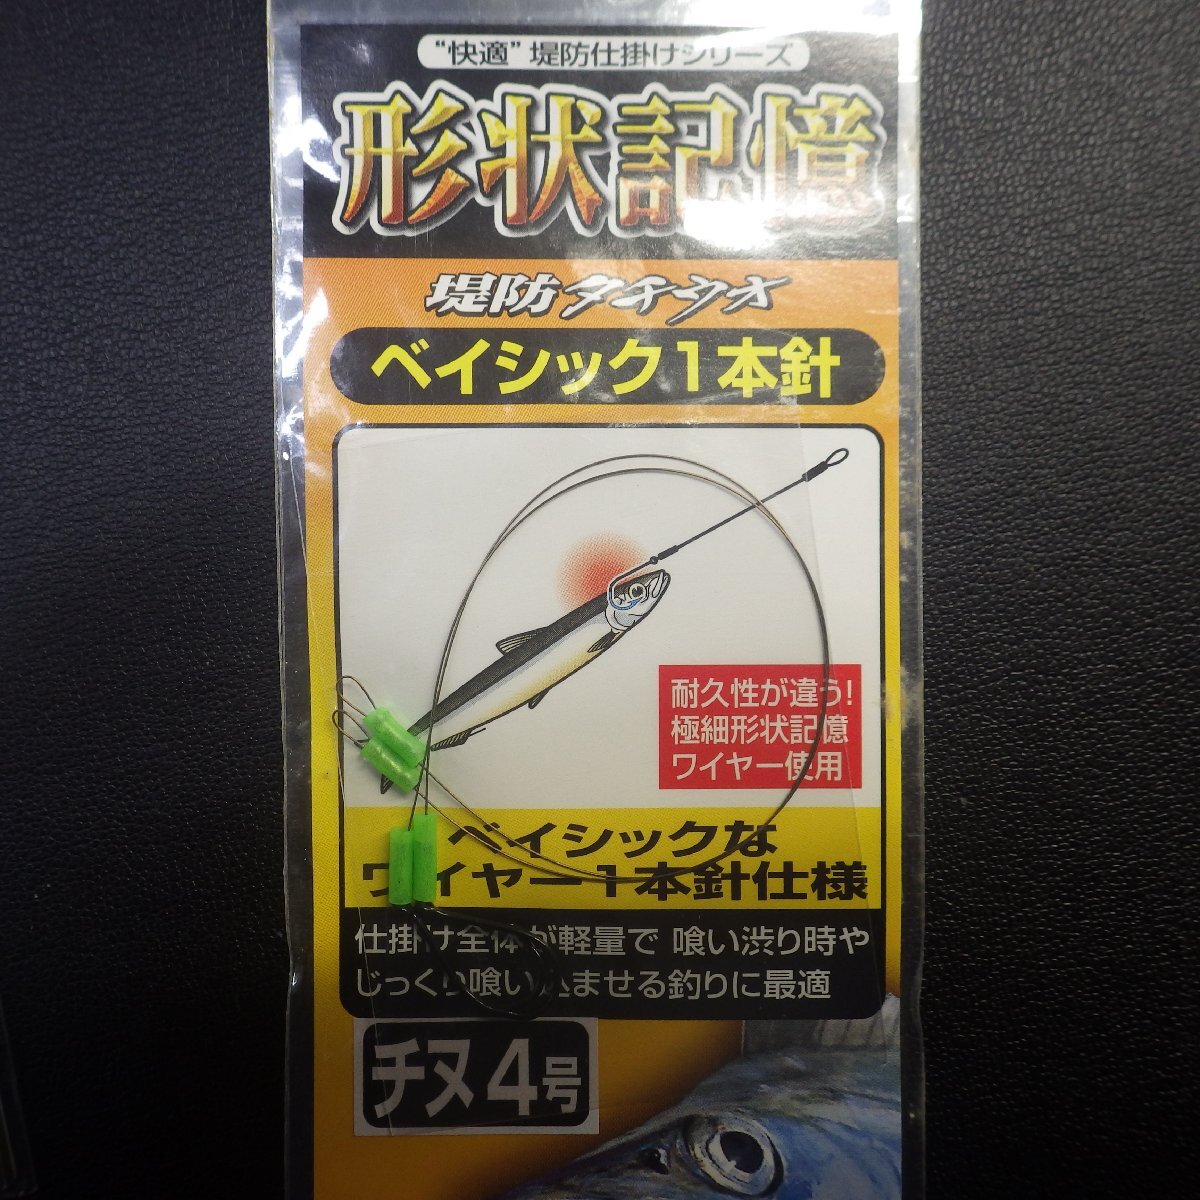 "快適"堤防仕掛けシリーズ
形状記憶
堤防タチウオ
ベイシック1本針
耐久性が違う!
極細形状記憶
ワイヤー使用
ベイシックな
ワイヤー1本針仕様
仕掛け全体が軽量で 喰い渋り時や
じっくり喰い込ませる釣りに最適
チヌ4号